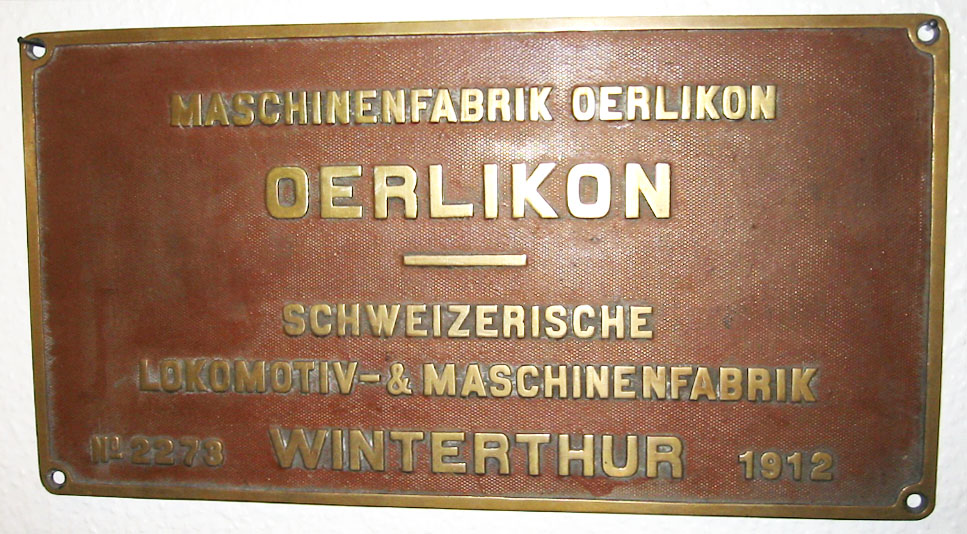 MASCHINENFABRIK OERLIKON
OERLIKON
SCHWEIZERISCHE
LOKOMOTIV-& MASCHINENFABRIK
No. 2273 WINTERTHUR 1912